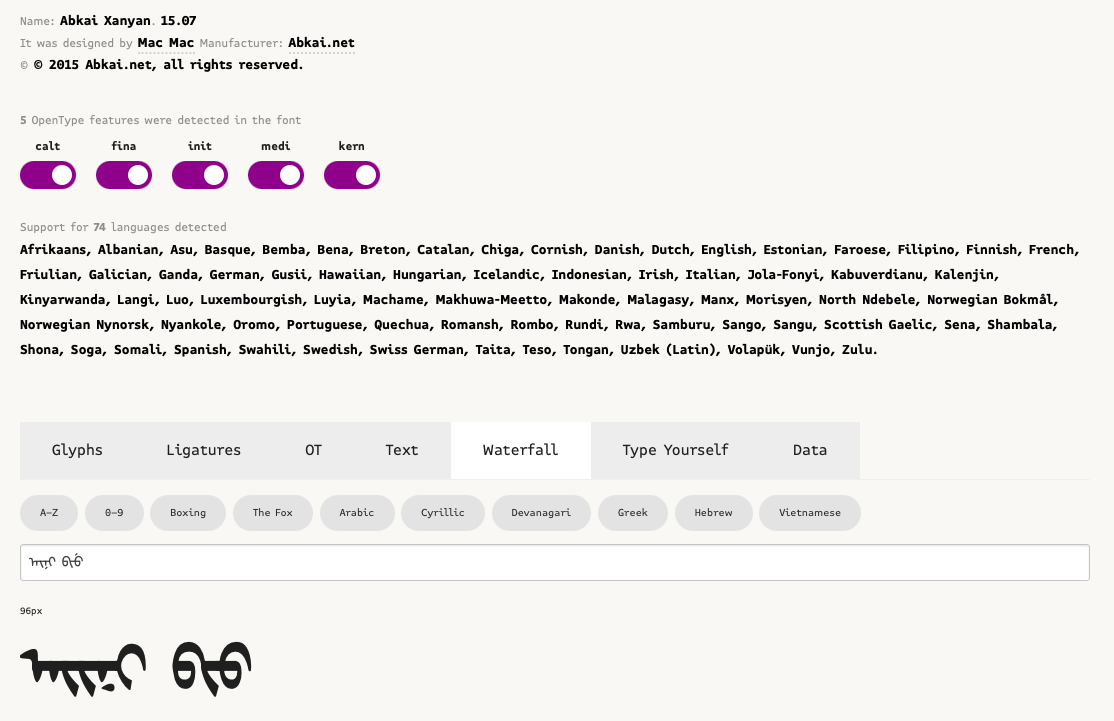 Name: Abkai Xanyan. 15.07
It was designed by Mac Mac Manufacturer: Abkai.net
© © 2015 Abkai.net, all rights reserved.
5 OpenType features were detected in the font
calt fina init medi kern
Support for 74 languages detected
Afrikaans, Albanian, Asu, Basque, Bemba, Bena, Breton, Catalan, Chiga, Cornish, Danish, Dutch, English, Estonian, Faroese, Filipino, Finnish, French,
Friulian, Galician, Ganda, German, Gusii, Hawaiian, Hungarian, Icelandic, Indonesian, Irish, Italian, Jola-Fonyi, Kabuverdianu, Kalenjin,
Kinyarwanda, Langi, Luo, Luxembourgish, Luyia, Machame, Makhuwa-Meetto, Makonde, Malagasy, Manx, Morisyen, North Ndebele, Norwegian Bokmål,
Norwegian Nynorsk, Nyankole, Oromo, Portuguese, Quechua, Romansh, Rombo, Rundi, Rwa, Samburu, Sango, Sangu, Scottish Gaelic, Sena, Shambala,
Shona, Soga, Somali, Spanish, Swahili, Swedish, Swiss German, Taita, Teso, Tongan, Uzbek (Latin), Volapük, Vunjo, Zulu.
Glyphs Ligatures OT Text Waterfall Type Yourself Data
A–Z 0–9 Boxing The Fox Arabic Cyrillic Devanagari Greek Hebrew Vietnamese
96px